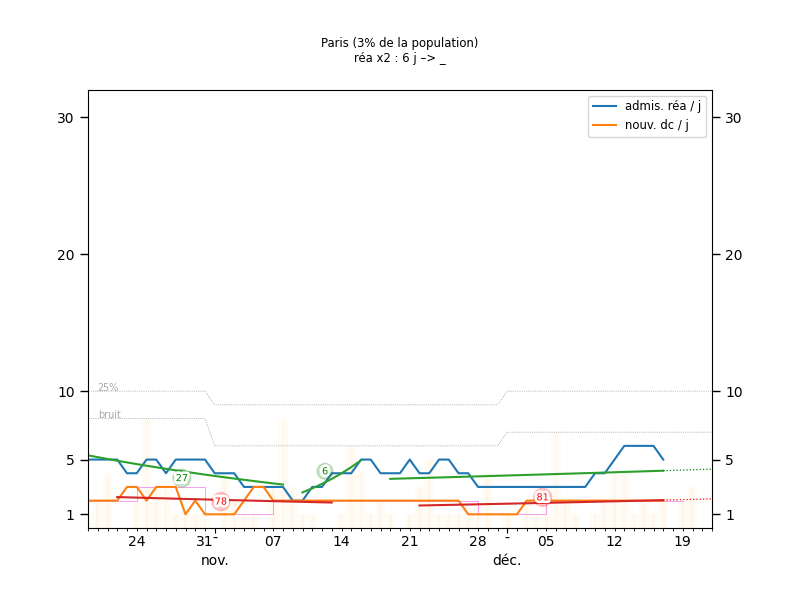 Paris (3% de la population)
réa x2 : 6 j –> _
admis. réa / j
nouv. dc / j
30 30
20 20
10 10
25%
bruit
5 5
27 6 78 81
1 1
24 31 07 14 21 28 05 12 19
nov. déc.